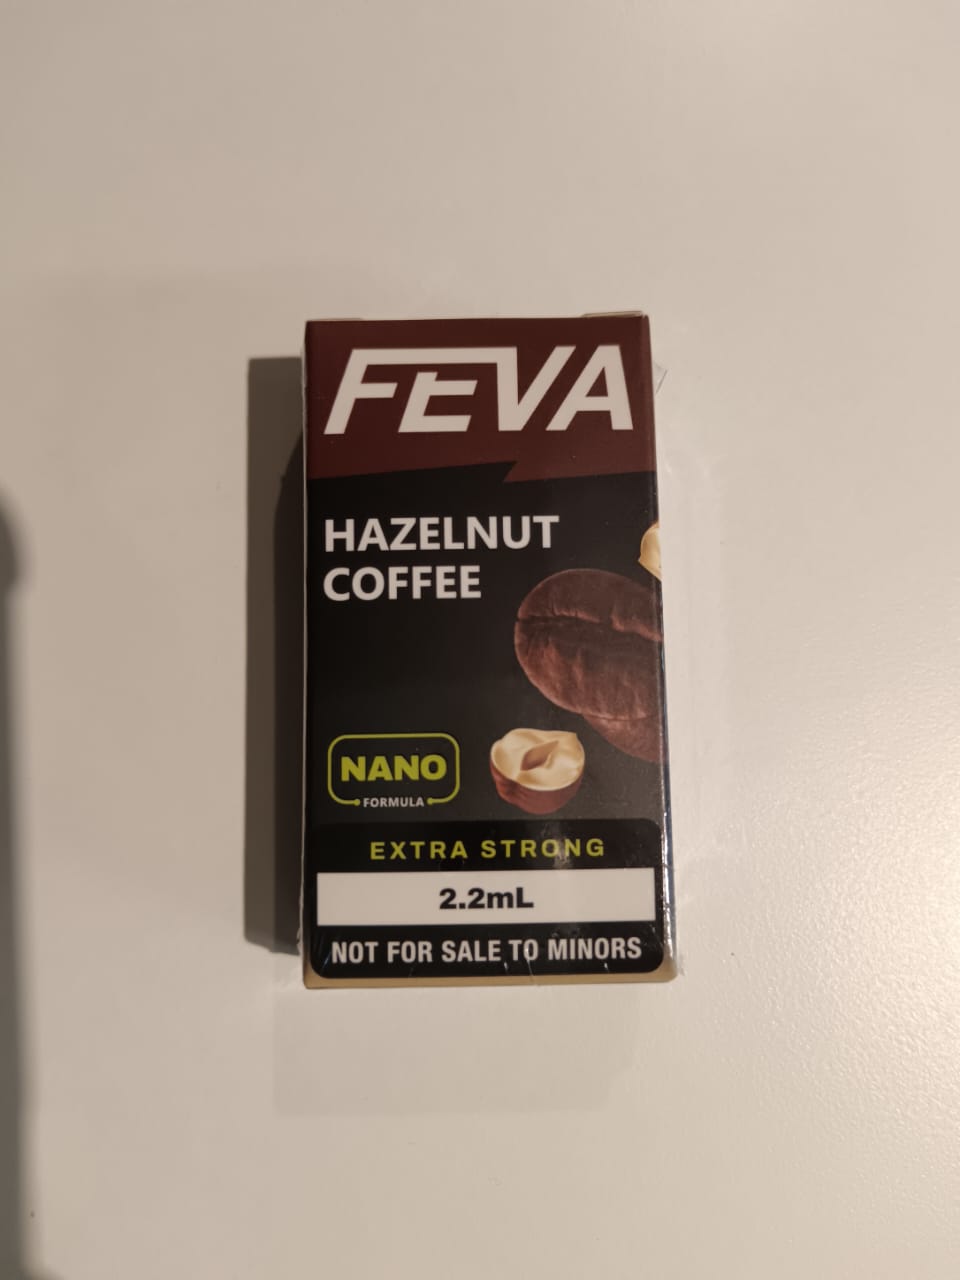 FEVA
HAZELNUT
COFFEE
NANO
FORMULA
EXTRA STRONG
2.2mL
NOT FOR SALE TO MINORS